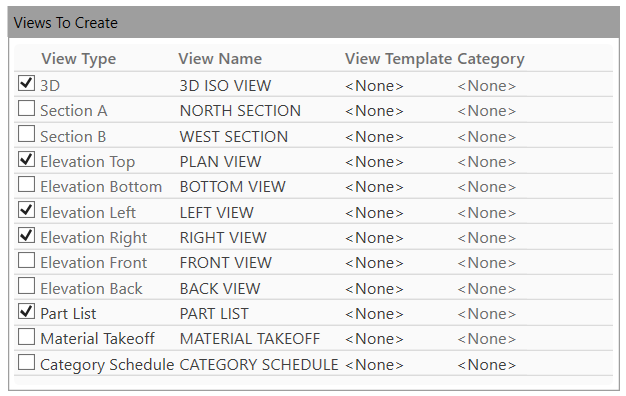 Views To Create
View Type View Name View Template Category
3D 3D ISO VIEW <None> <None>
Section A NORTH SECTION <None> <None>
Section B WEST SECTION <None> <None>
Elevation Top PLAN VIEW <None> <None>
Elevation Bottom BOTTOM VIEW <None> <None>
Elevation Left LEFT VIEW <None> <None>
Elevation Right RIGHT VIEW <None> <None>
Elevation Front FRONT VIEW <None> <None>
Elevation Back BACK VIEW <None> <None>
Part List PART LIST <None> <None>
Material Takeoff MATERIAL TAKEOFF <None> <None>
Category Schedule CATEGORY SCHEDULE <None> <None>